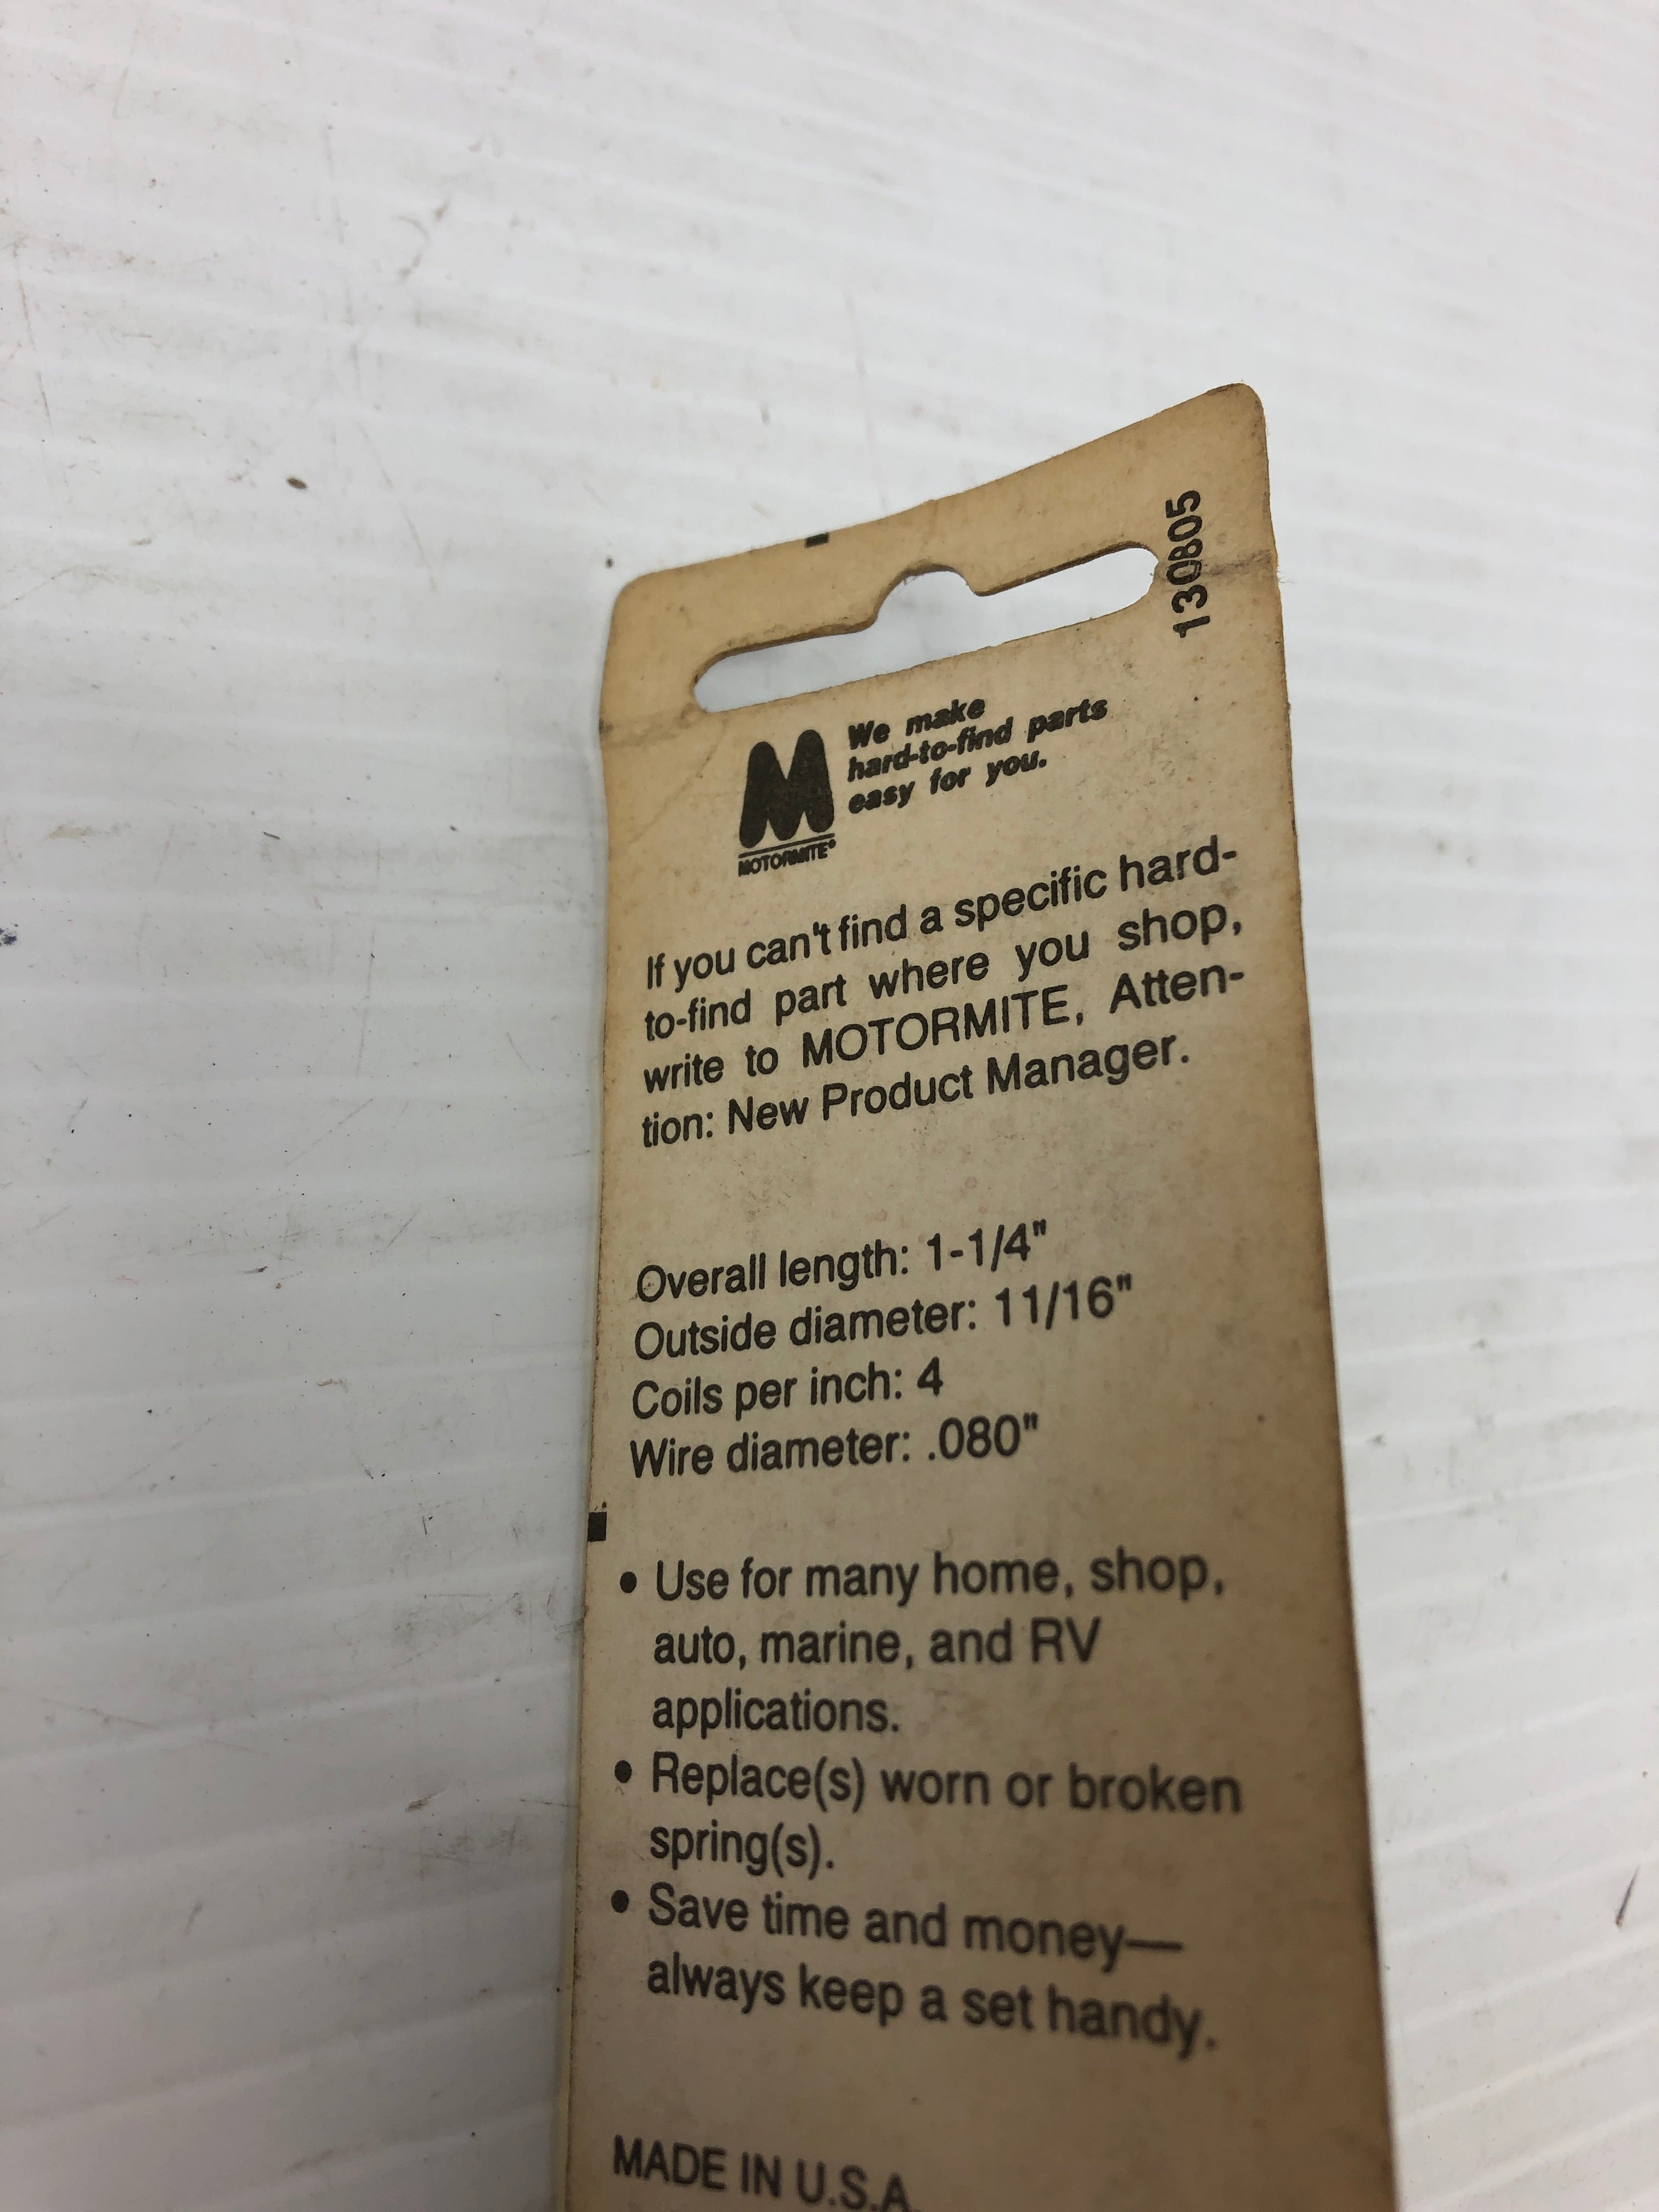 130805
We make
hard-to-find parts
easy for you.
MOTORMITE®
If you can't find a specific hard-
to-find part where you shop,
write to MOTORMITE, Atten-
tion: New Product Manager.
Overall length: 1-1/4"
Outside diameter: 11/16"
Coils per inch: 4
Wire diameter: .080"
• Use for many home, shop,
auto, marine, and RV
applications.
• Replace(s) worn or broken
spring(s).
• Save time and money—
always keep a set handy.
MADE IN U.S.A.